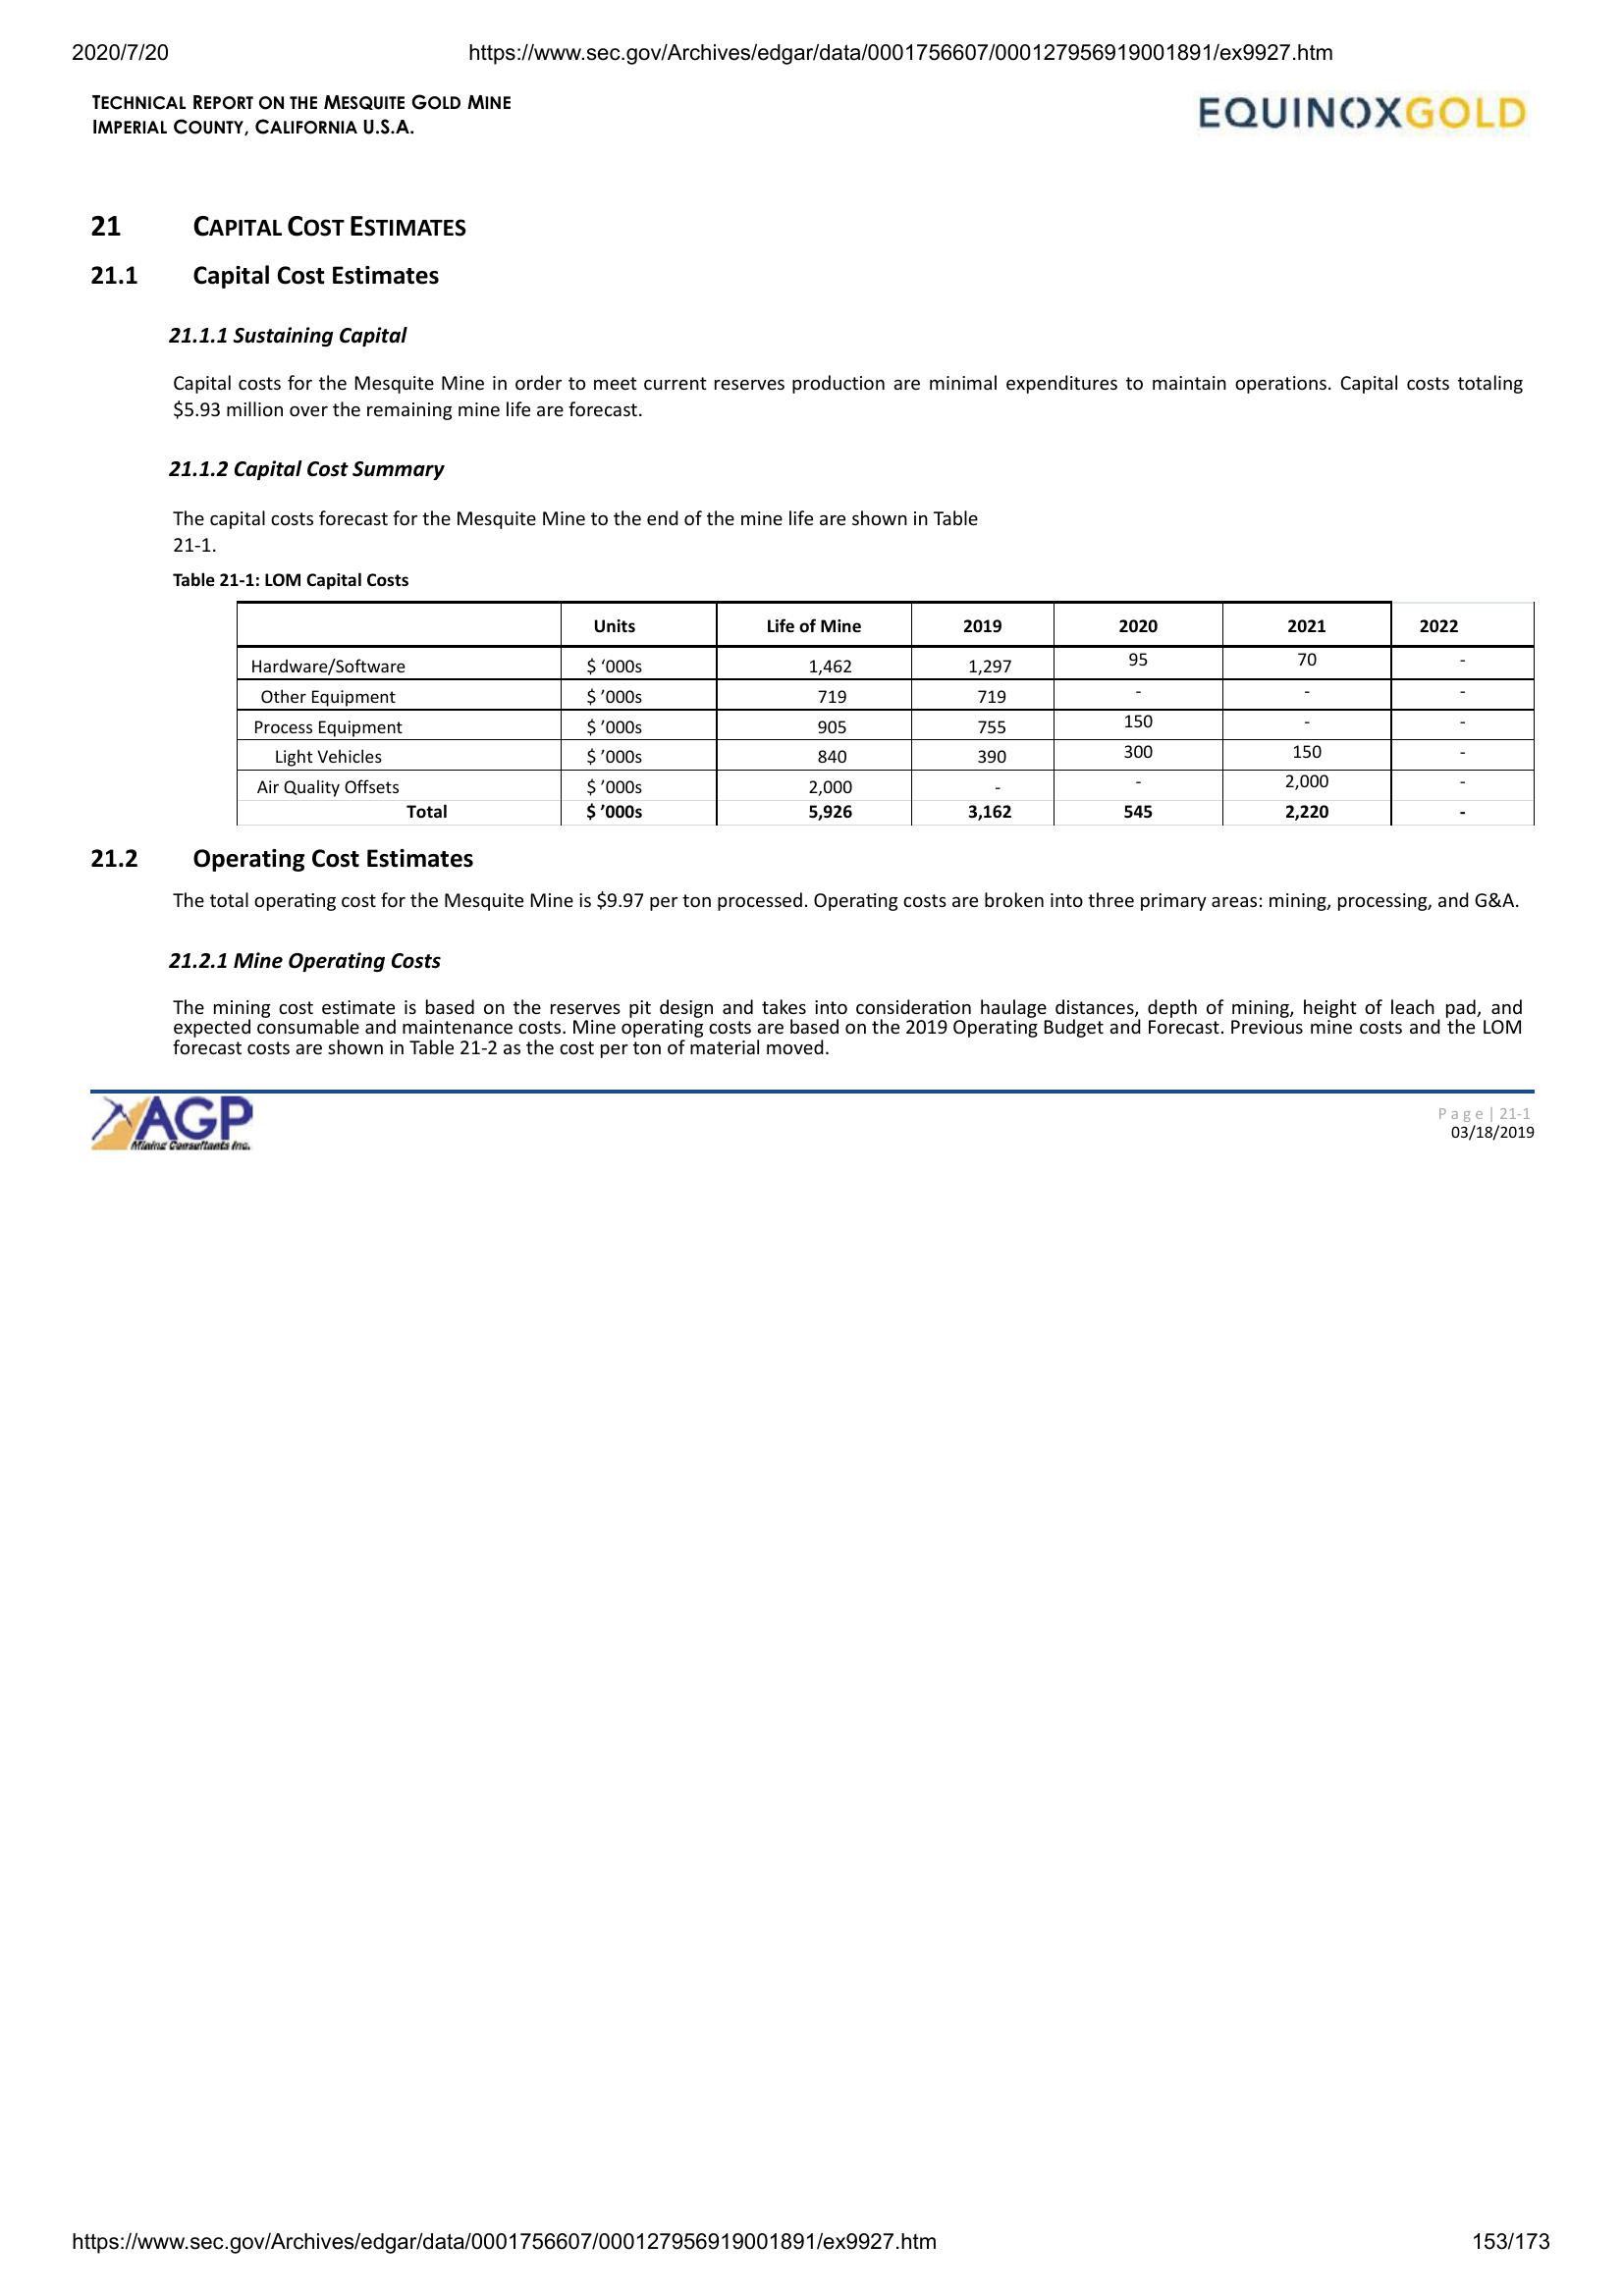 2020/7/20 https://www.sec.gov/Archives/edgar/data/0001756607/000127956919001891/ex9927.htm
TECHNICAL REPORT ON THE MESQUITE GOLD MINE
IMPERIAL COUNTY, CALIFORNIA U.S.A.
EQUINOXGOLD
21 CAPITAL COST ESTIMATES
21.1 Capital Cost Estimates
21.1.1 Sustaining Capital
Capital costs for the Mesquite Mine in order to meet current reserves production are minimal expenditures to maintain operations. Capital costs totaling
$5.93 million over the remaining mine life are forecast.
21.1.2 Capital Cost Summary
The capital costs forecast for the Mesquite Mine to the end of the mine life are shown in Table
21-1.
Table 21-1: LOM Capital Costs
Units Life of Mine 2019 2020 2021 2022
Hardware/Software $ ‘000s 1,462 1,297 95 70 -
Other Equipment $ ’000s 719 719 - - -
Process Equipment $ ’000s 905 755 150 - -
Light Vehicles $ ’000s 840 390 300 150 -
Air Quality Offsets $ ’000s 2,000 - - 2,000 -
Total $ ’000s 5,926 3,162 545 2,220 -
21.2 Operating Cost Estimates
The total operating cost for the Mesquite Mine is $9.97 per ton processed. Operating costs are broken into three primary areas: mining, processing, and G&A.
21.2.1 Mine Operating Costs
The mining cost estimate is based on the reserves pit design and takes into consideration haulage distances, depth of mining, height of leach pad, and
expected consumable and maintenance costs. Mine operating costs are based on the 2019 Operating Budget and Forecast. Previous mine costs and the LOM
forecast costs are shown in Table 21-2 as the cost per ton of material moved.
AGP
Mining Consultants Inc.
Page | 21-1
03/18/2019
https://www.sec.gov/Archives/edgar/data/0001756607/000127956919001891/ex9927.htm 153/173